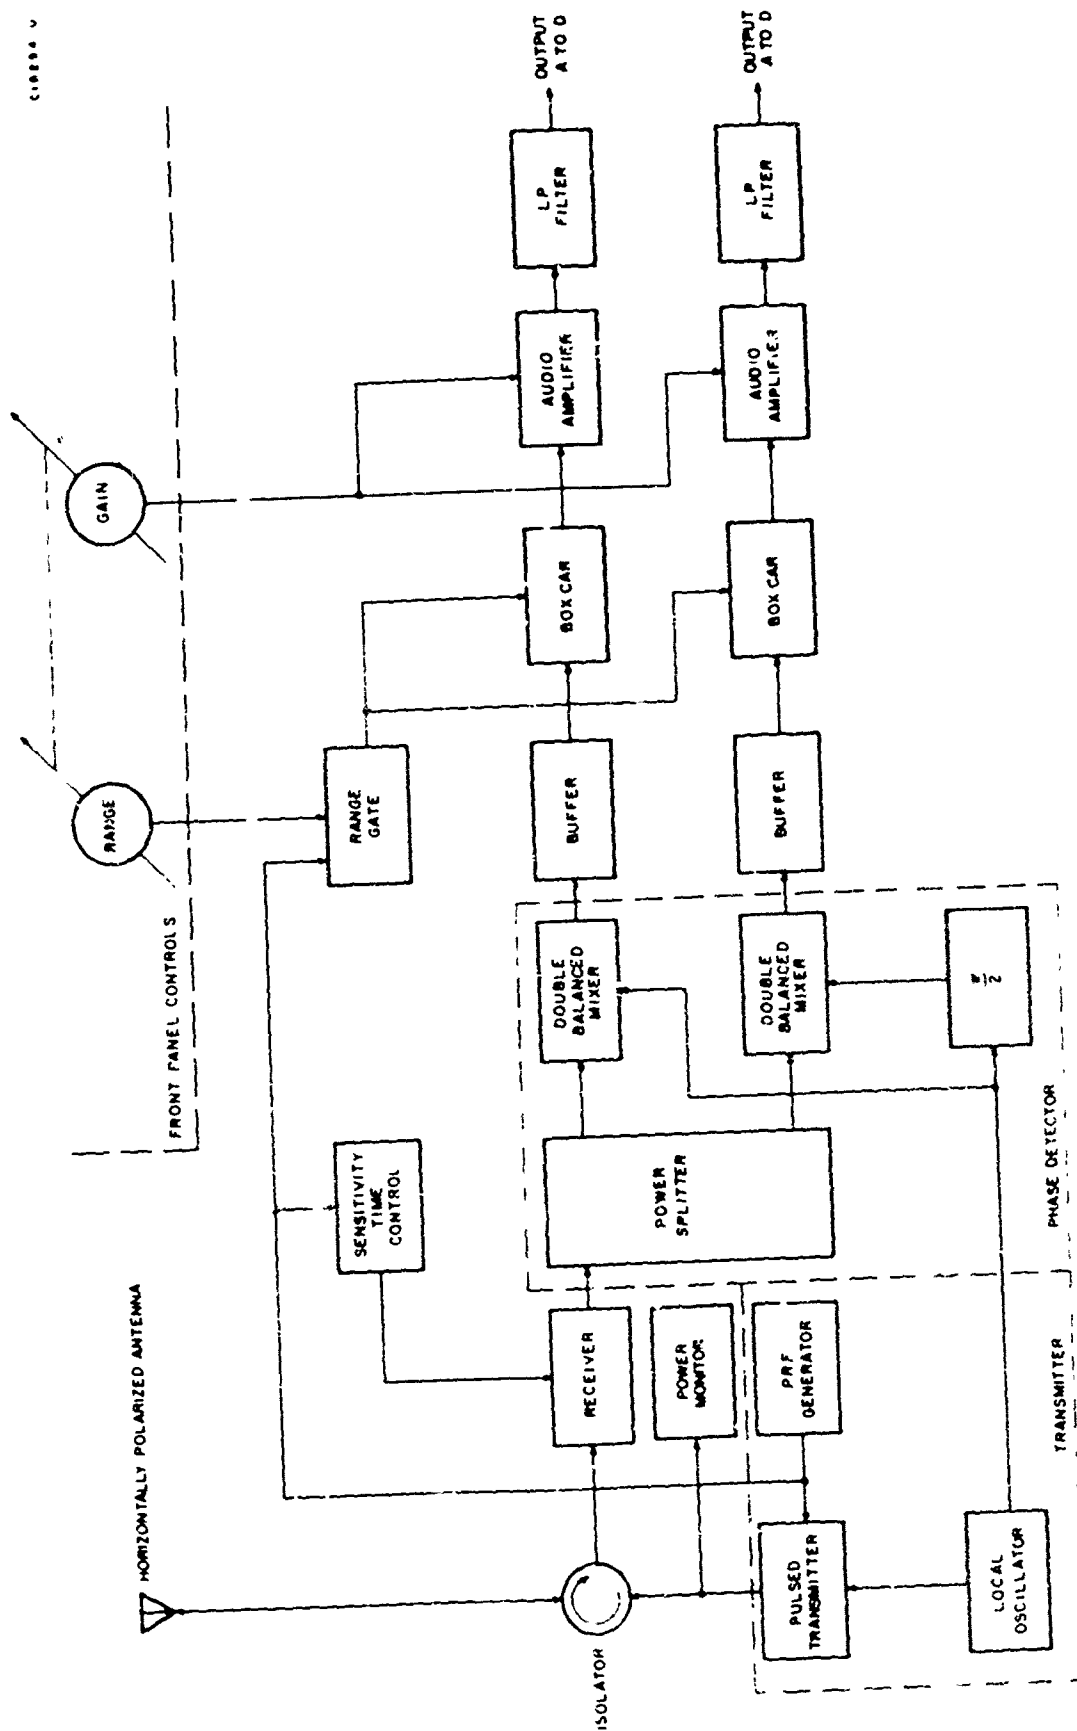 HORIZONTALLY POLARIZED ANTENNA
FRONT PANEL CONTROLS
RANGE
GAIN
SENSITIVITY
TIME
CONTROL
RANGE
GATE
ISOLATOR
RECEIVER
POWER
SPLITTER
DOUBLE
BALANCED
MIXER
BUFFER
BOX CAR
AUDIO
AMPLIFIER
LP
FILTER
OUTPUT
A TO D
POWER
MONITOR
DOUBLE
BALANCED
MIXER
BUFFER
BOX CAR
AUDIO
AMPLIFIER
LP
FILTER
OUTPUT
A TO D
PULSED
TRANSMITTER
PRF
GENERATOR
LOCAL
OSCILLATOR
π
2
TRANSMITTER
PHASE DETECTOR